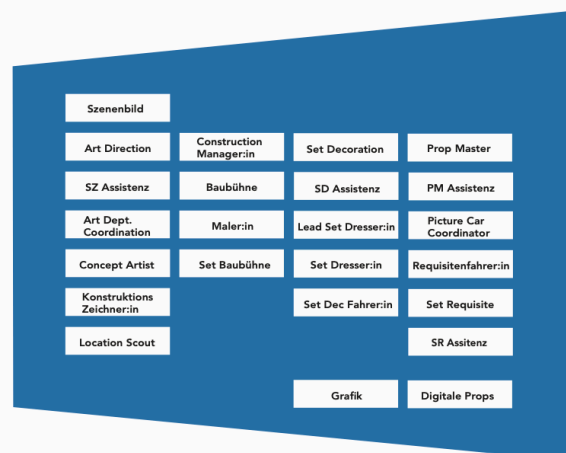 Szenenbild
Art Direction
Construction
Manager:in
Set Decoration
Prop Master
SZ Assistenz
Baubühne
SD Assistenz
PM Assistenz
Art Dept.
Coordination
Maler:in
Lead Set Dresser:in
Picture Car
Coordinator
Concept Artist
Set Baubühne
Set Dresser:in
Requisitenfahrer:in
Konstruktions
Zeichner:in
Set Dec Fahrer:in
Set Requisite
Location Scout
SR Assitenz
Grafik
Digitale Props